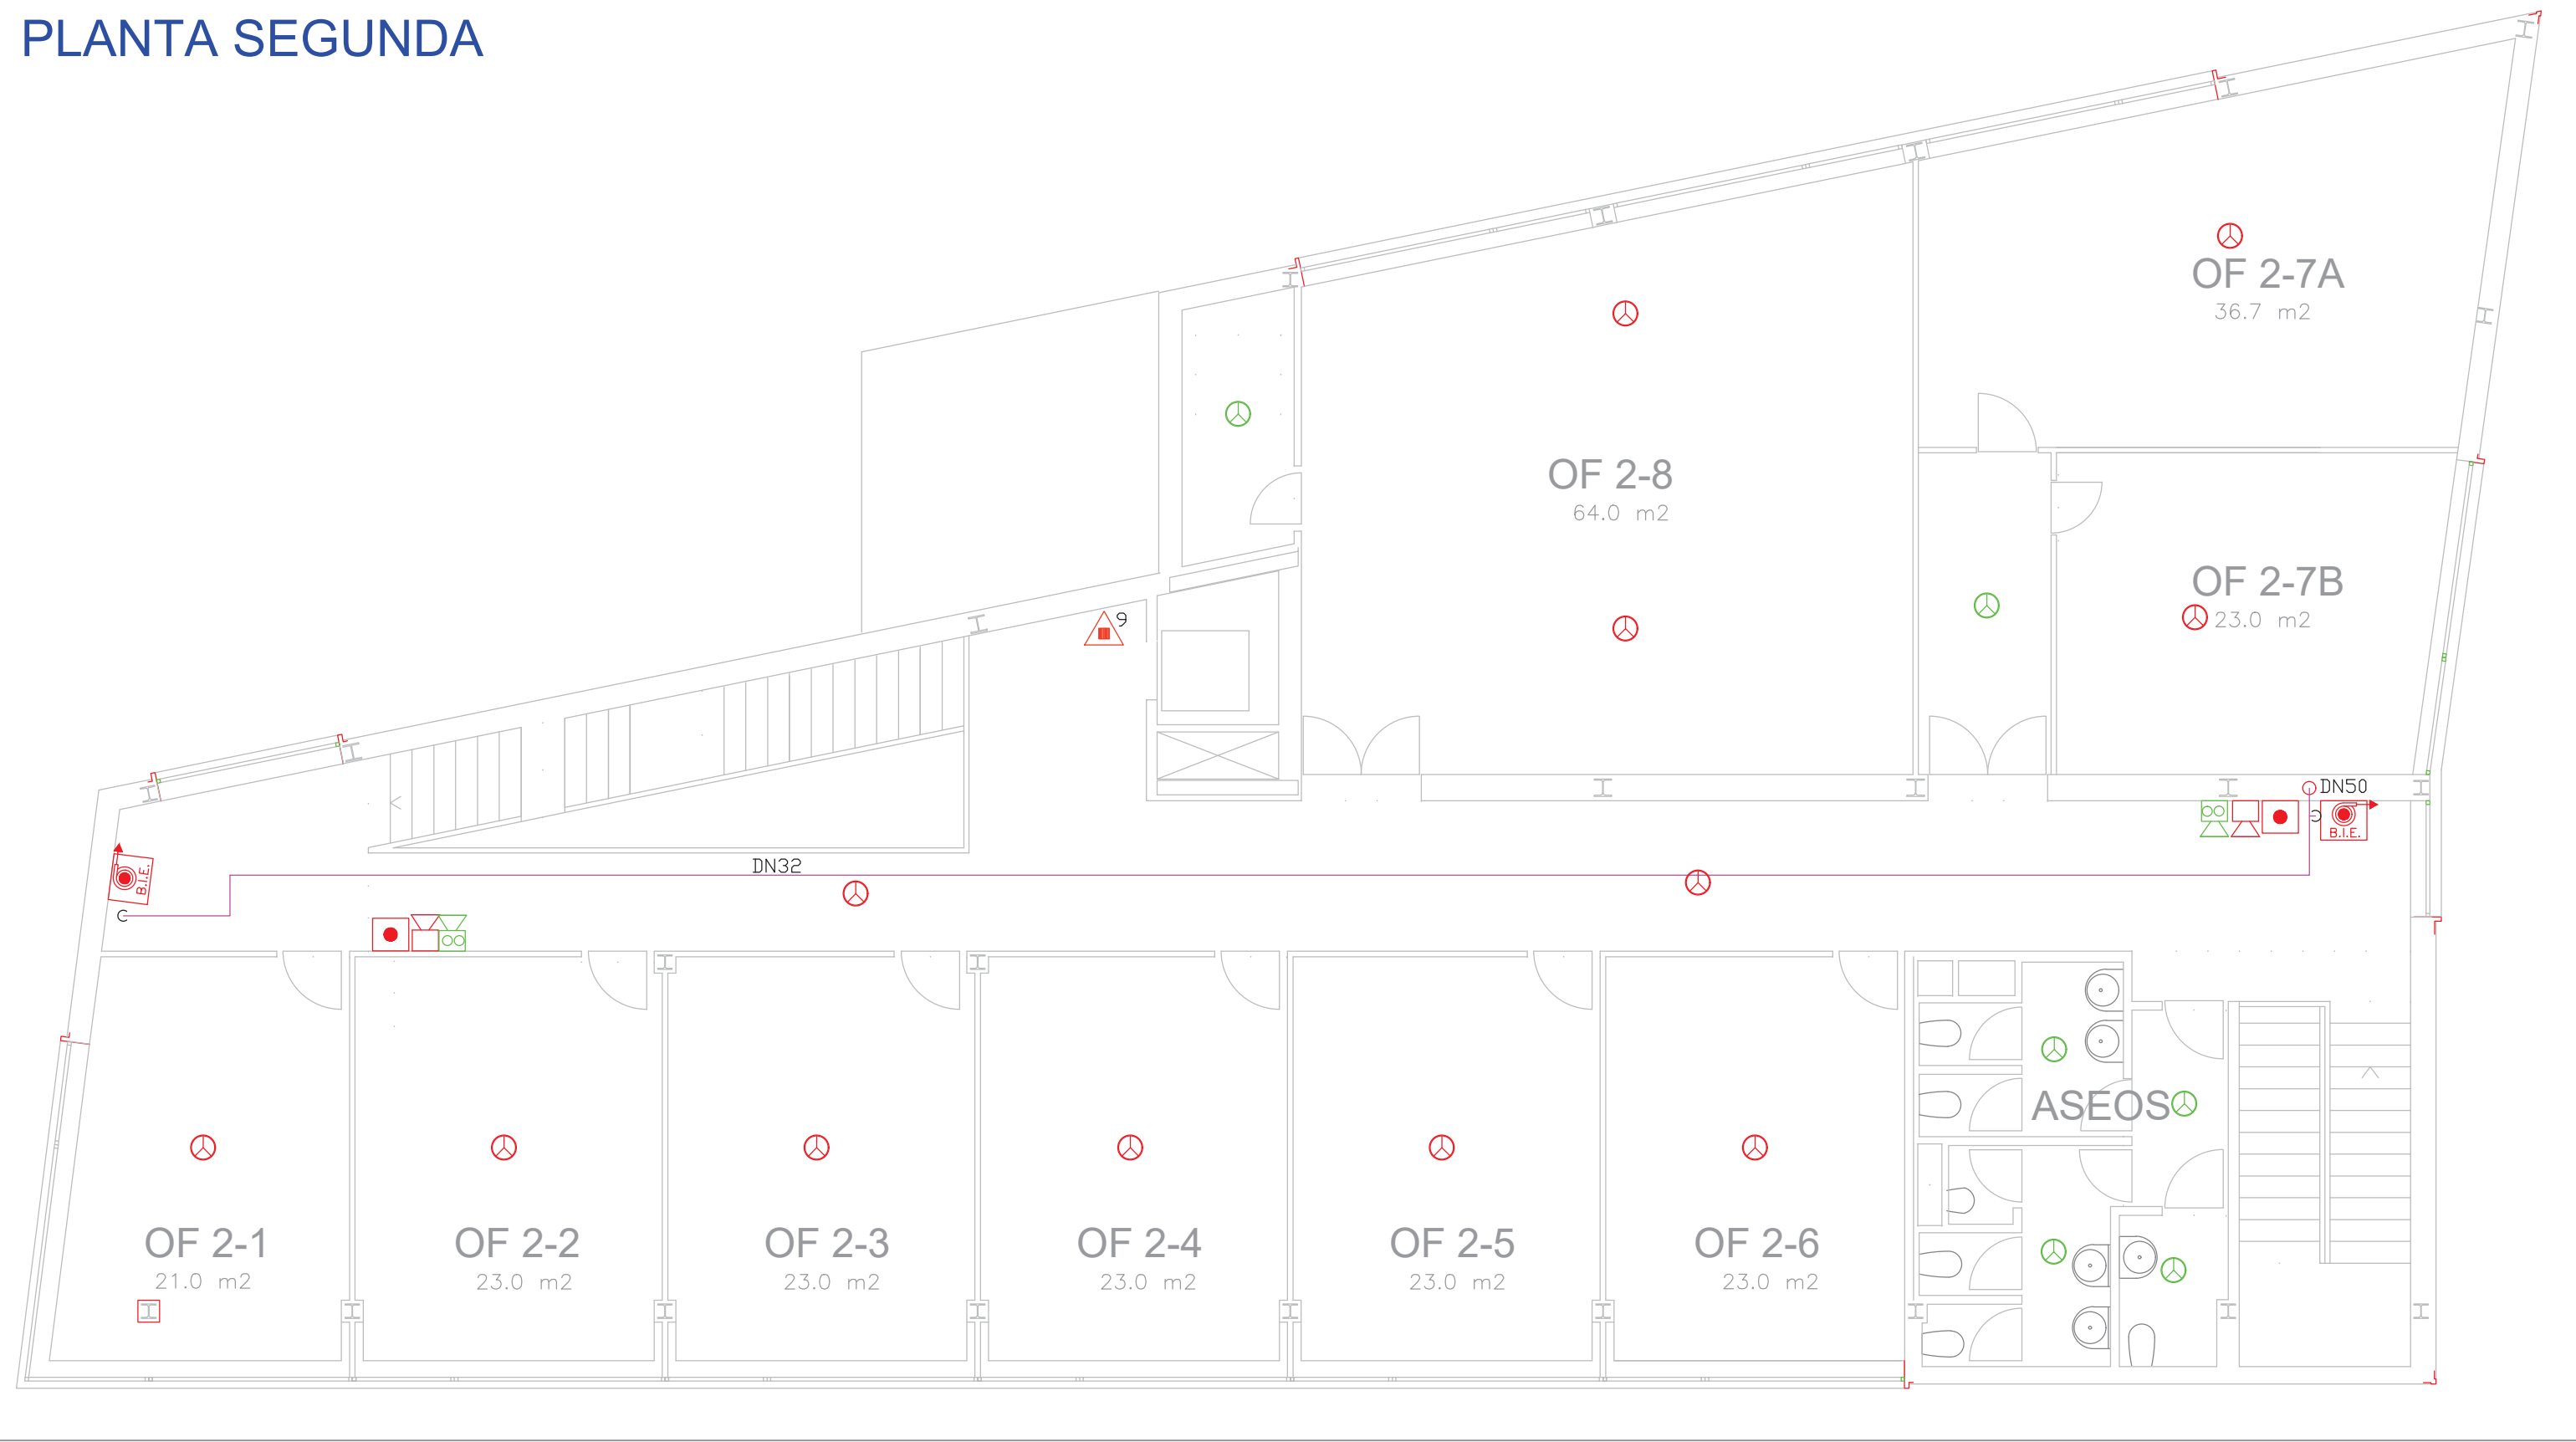 PLANTA SEGUNDA
OF 2-7A
36.7 m2
OF 2-8
64.0 m2
OF 2-7B
23.0 m2
9
DN50
B.I.E.
DN32
B.I.E.
ASEOS
OF 2-1
21.0 m2
OF 2-2
23.0 m2
OF 2-3
23.0 m2
OF 2-4
23.0 m2
OF 2-5
23.0 m2
OF 2-6
23.0 m2